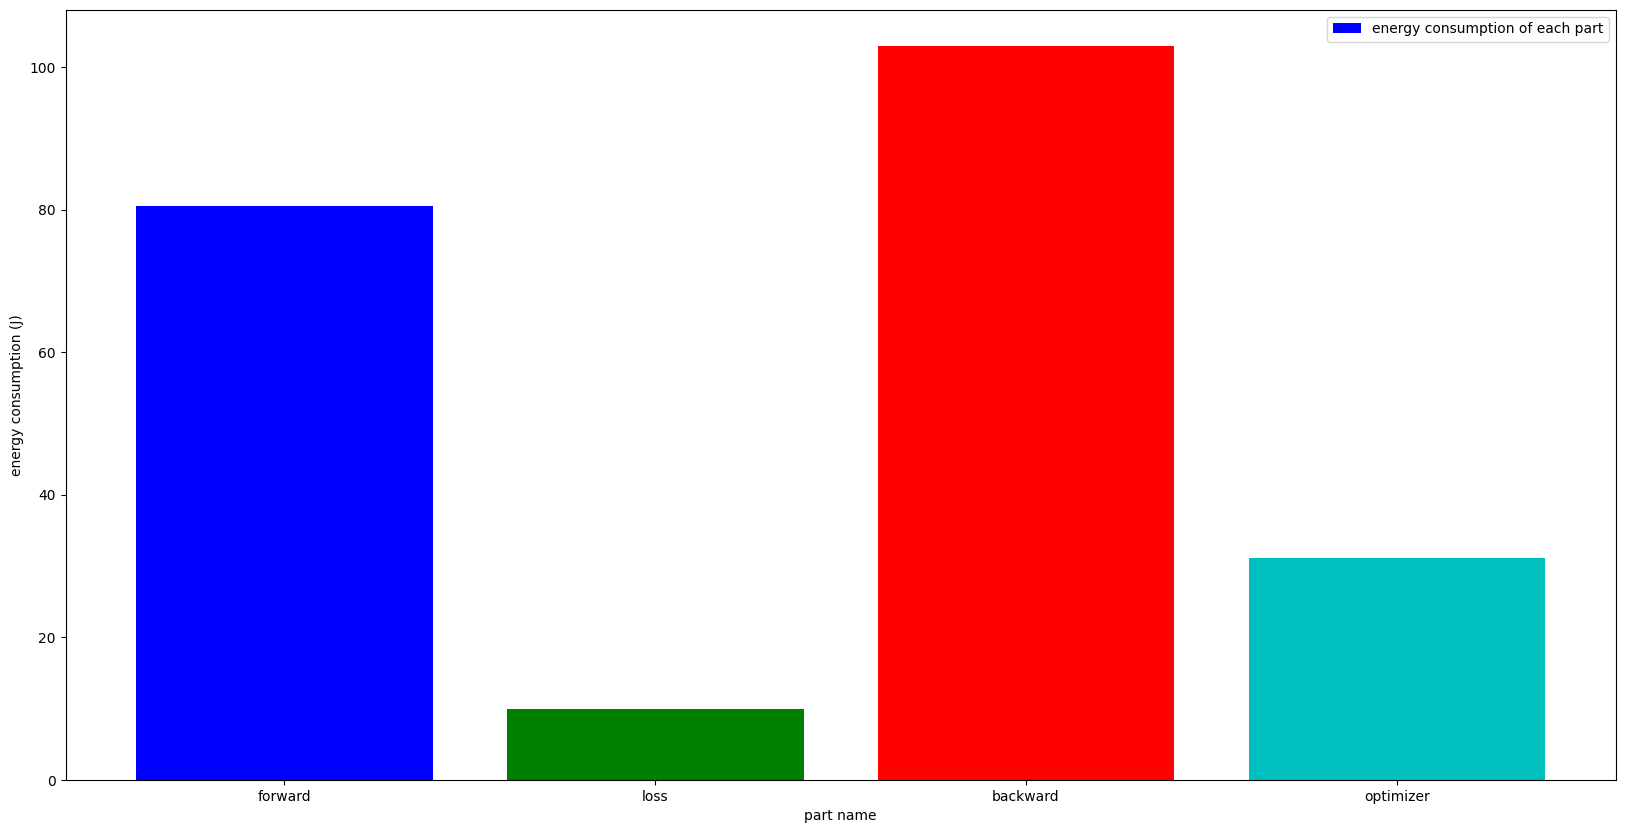 energy consumption of each part
100
80
60
40
20
0
energy consumption (J)
forward
loss
backward
optimizer
part name